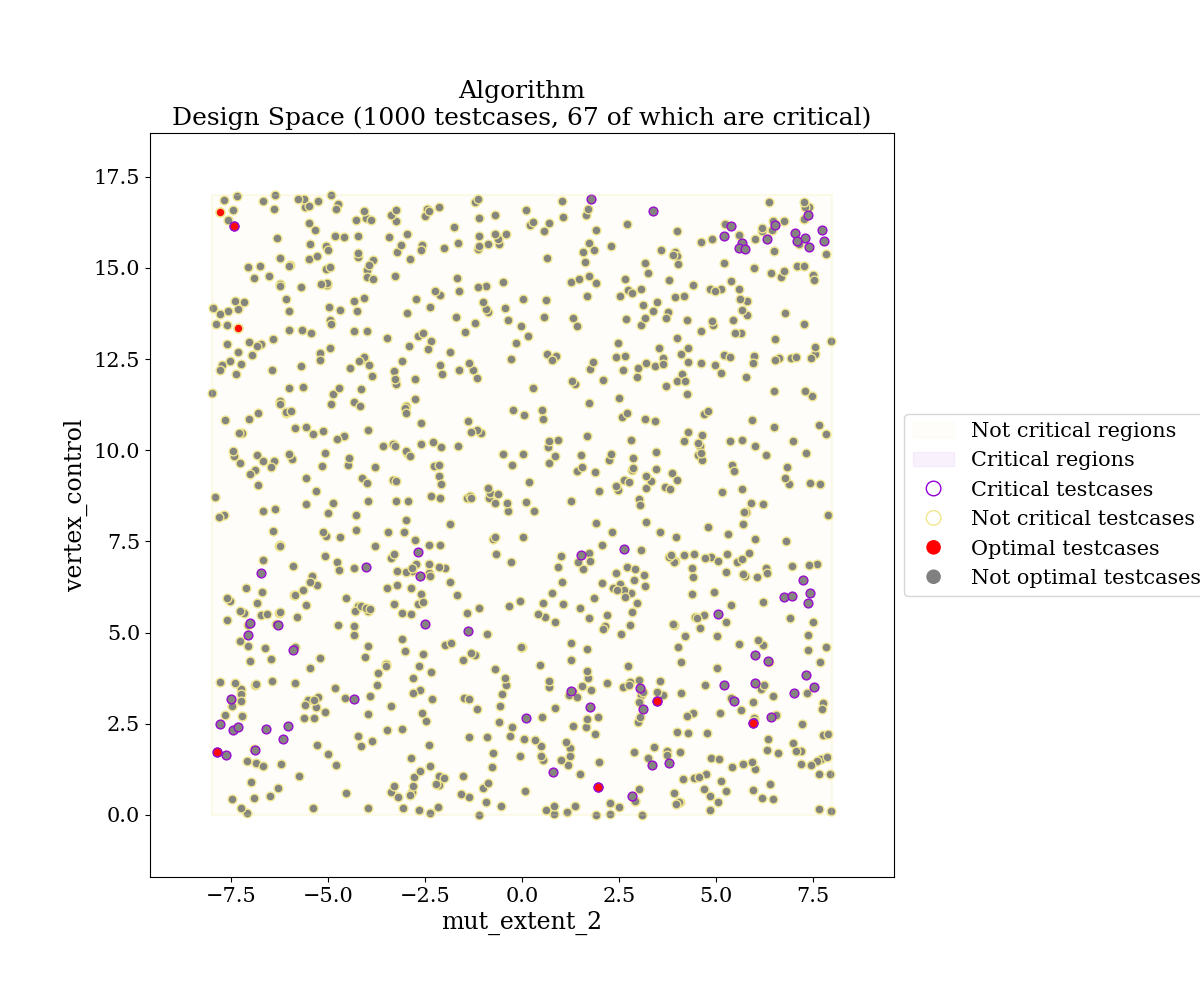 Algorithm
Design Space (1000 testcases, 67 of which are critical)
17.5
15.0
12.5
10.0
7.5
5.0
2.5
0.0
vertex_control
−7.5
−5.0
−2.5
0.0
2.5
5.0
7.5
mut_extent_2
Not critical regions
Critical regions
Critical testcases
Not critical testcases
Optimal testcases
Not optimal testcases